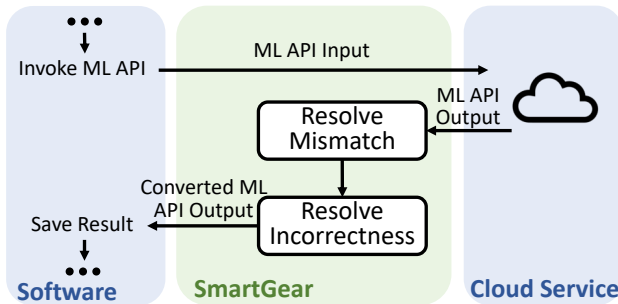 Invoke ML API
ML API Input
ML API
Output
Resolve
Mismatch
Converted ML
API Output
Resolve
Incorrectness
Save Result
Software
SmartGear
Cloud Service